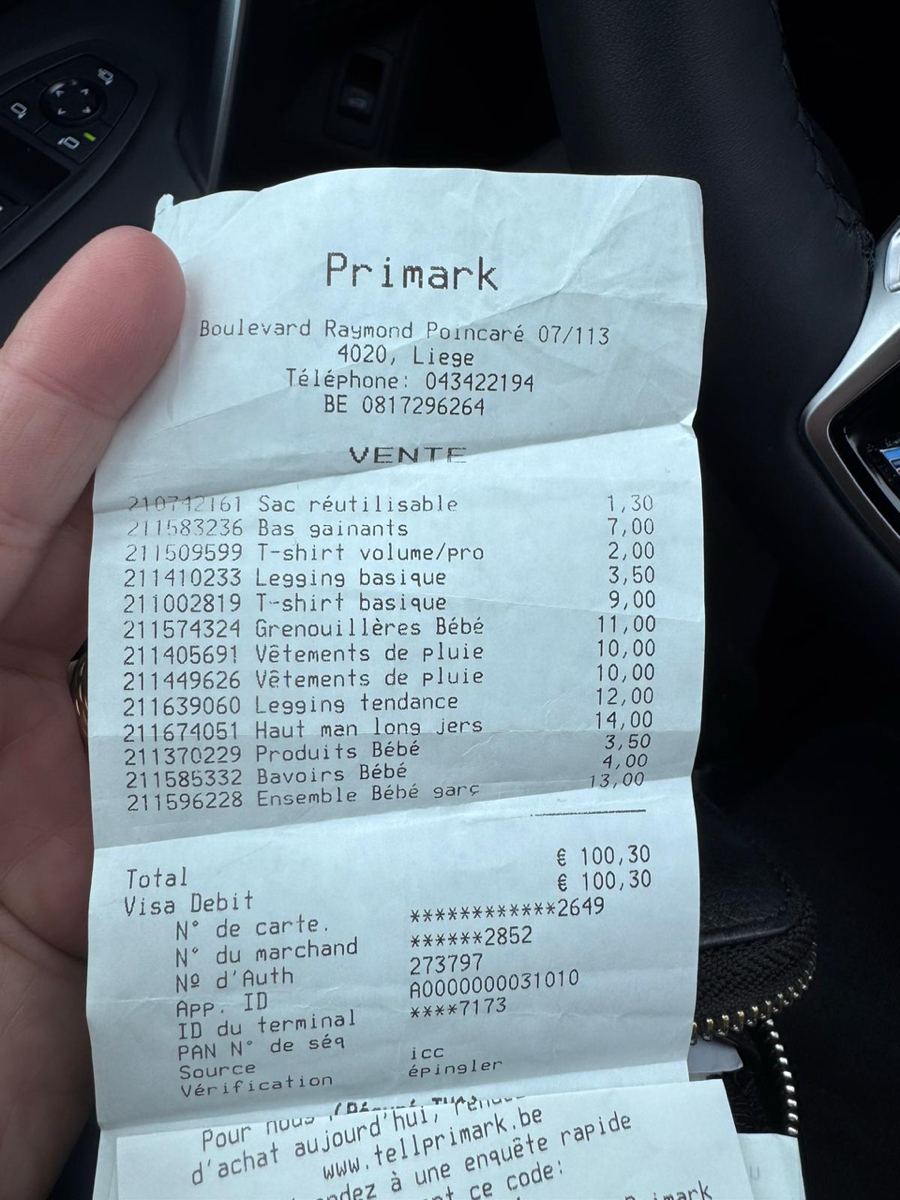 Primark
Boulevard Raymond Poincaré 07/113
4020, Liege
Téléphone: 043422194
BE 0817296264
VENTE
210742161 Sac réutilisable 1,30
211583236 Bas gainants 7,00
211509599 T-shirt volume/pro 2,00
211410233 Legging basique 3,50
211002819 T-shirt basique 9,00
211574324 Grenouillères Bébé 11,00
211405691 Vêtements de pluie 10,00
211449626 Vêtements de pluie 10,00
211639060 Legging tendance 12,00
211674051 Haut man long jers 14,00
211370229 Produits Bébé 3,50
211585332 Bavoirs Bébé 4,00
211596228 Ensemble Bébé garç 13,00
Total € 100,30
Visa Debit € 100,30
N° de carte. ************2649
N° du marchand ******2852
Nº d'Auth 273797
App. ID A0000000031010
ID du terminal ****7173
PAN N° de séq
Source icc
Vérification épingler
Pour nous
d'achat aujourd'hui,
www.tellprimark.be
à une enquête rapide
ce code: